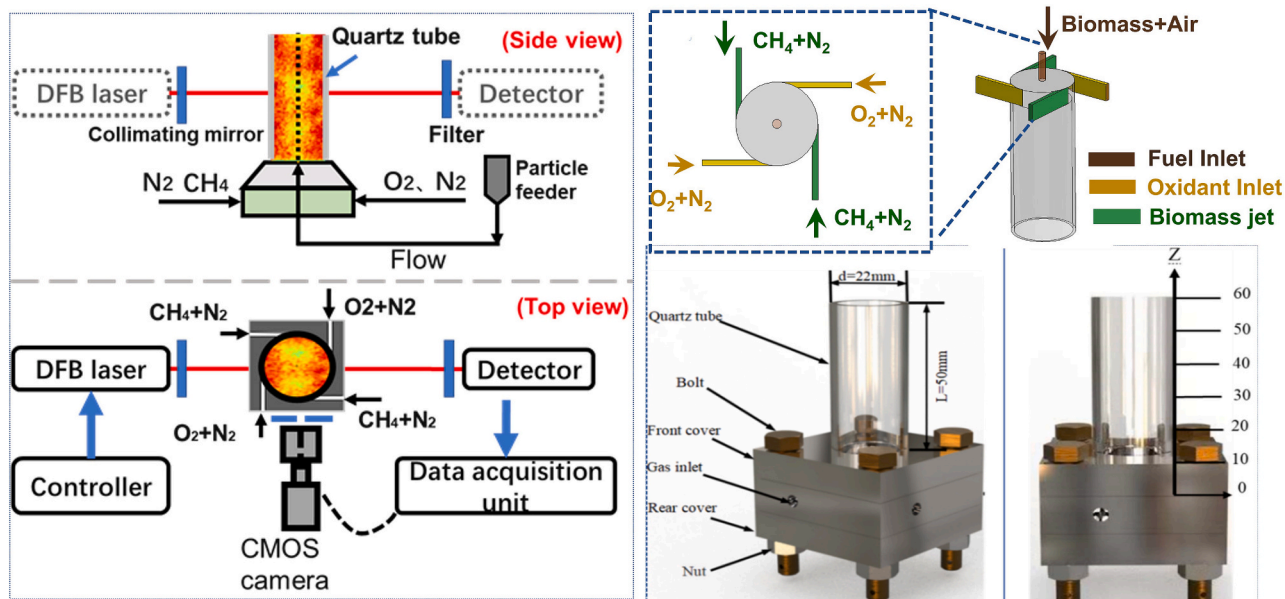 (Side view)
Quartz tube
DFB laser
Detector
Collimating mirror
Filter
Particle
feeder
N2 CH4
O2、N2
Flow
(Top view)
CH4+N2
O2+N2
DFB laser
Detector
O2+N2
CH4+N2
Controller
Data acquisition
unit
CMOS
camera
Biomass+Air
CH4+N2
O2+N2
O2+N2
CH4+N2
Fuel Inlet
Oxidant Inlet
Biomass jet
d=22mm
Quartz tube
L=50mm
Bolt
Front cover
Gas inlet
Rear cover
Nut
Z
60
50
40
30
20
10
0